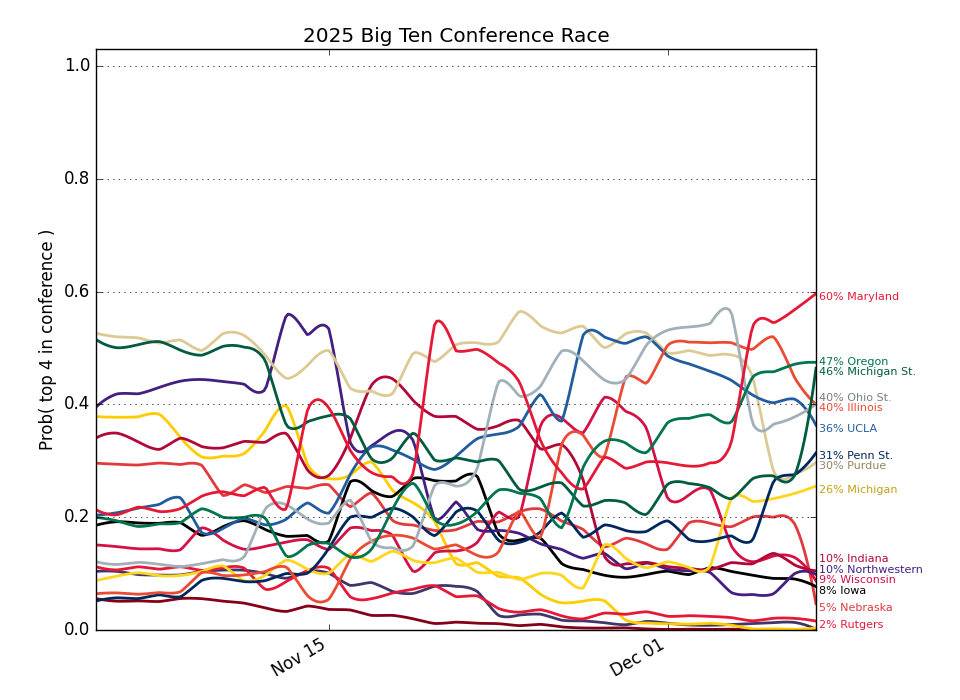 2025 Big Ten Conference Race
Prob( top 4 in conference )
1.0
0.8
0.6
0.4
0.2
0.0
Nov 15
Dec 01
60% Maryland
47% Oregon
46% Michigan St.
40% Ohio St.
40% Illinois
36% UCLA
31% Penn St.
30% Purdue
26% Michigan
10% Indiana
10% Northwestern
9% Wisconsin
8% Iowa
5% Nebraska
2% Rutgers